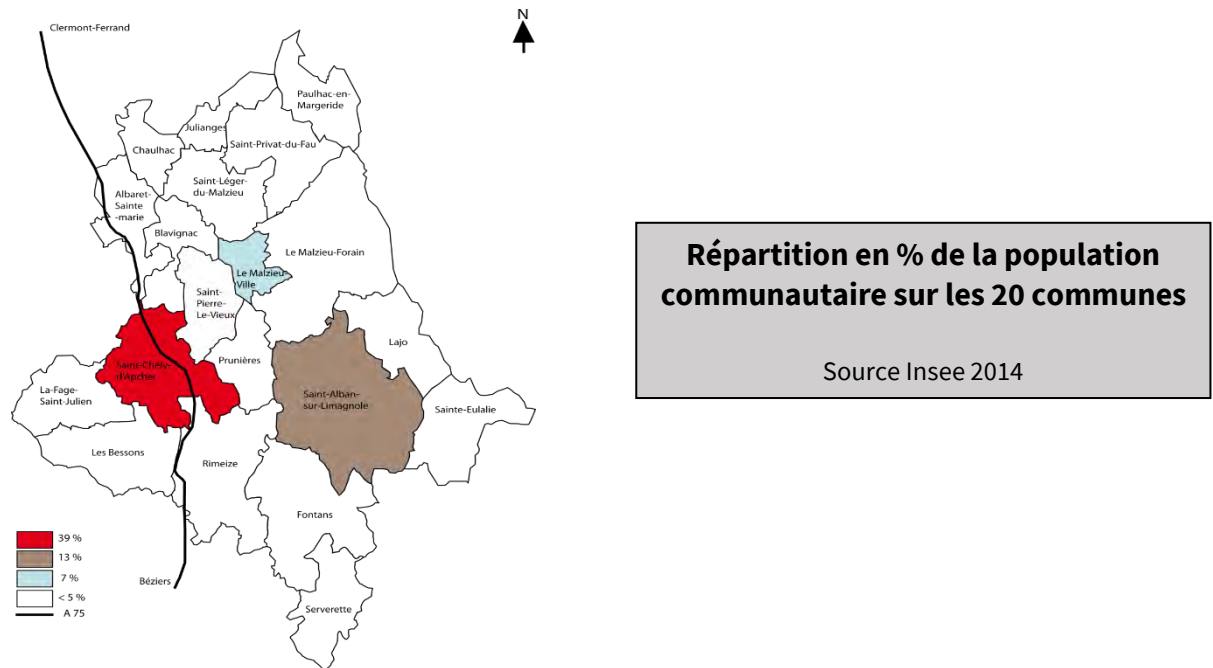 Clermont-Ferrand
N
Paulhac-en-
Margeride
Julianges
Saint-Privat-du-Fau
Chaulhac
Saint-Léger-
du-Malzieu
Albaret-
Sainte
-marie
Blavignac
Le Malzieu-Forain
Le Malzieu-
Ville
Saint-
Pierre-
Le-Vieux
Lajo
Prunières
Saint-Chély-
d'Apcher
La-Fage-
Saint-Julien
Saint-Alban-
sur-Limagnole
Sainte-Eulalie
Les Bessons
Rimeize
Fontans
39 %
13 %
7 %
< 5 %
A 75
Béziers
Serverette
Répartition en % de la population
communautaire sur les 20 communes
Source Insee 2014